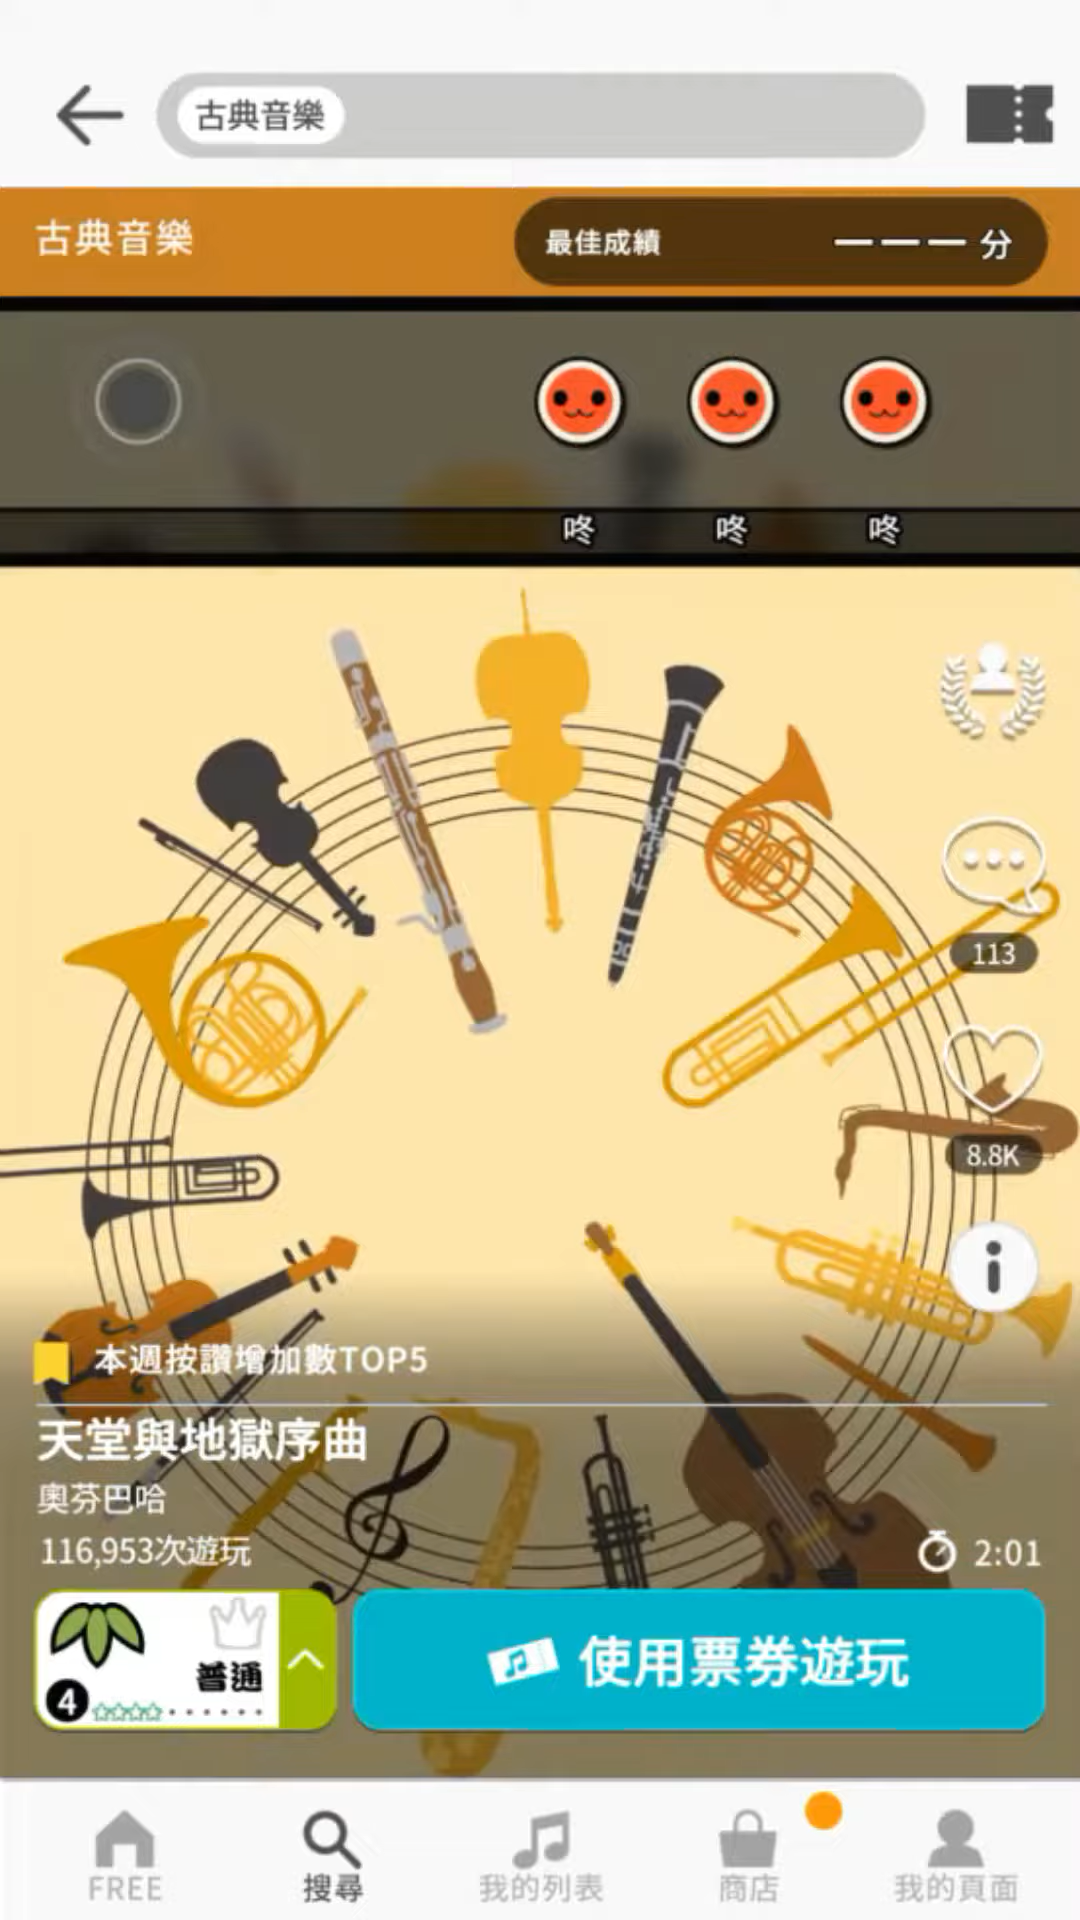 古典音樂
古典音樂
最佳成績 ーーー分
咚 咚 咚
113
8.8K
本週按讚增加數TOP5
天堂與地獄序曲
奧芬巴哈
116,953次遊玩
2:01
普通
4
使用票券遊玩
FREE 搜尋 我的列表 商店 我的頁面